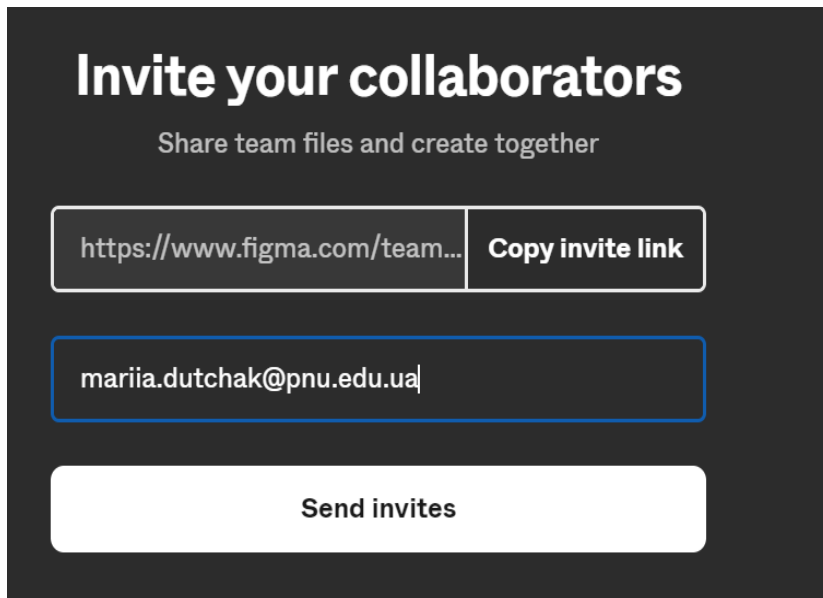 Invite your collaborators
Share team files and create together
https://www.figma.com/team...
Copy invite link
mariia.dutchak@pnu.edu.ua
Send invites